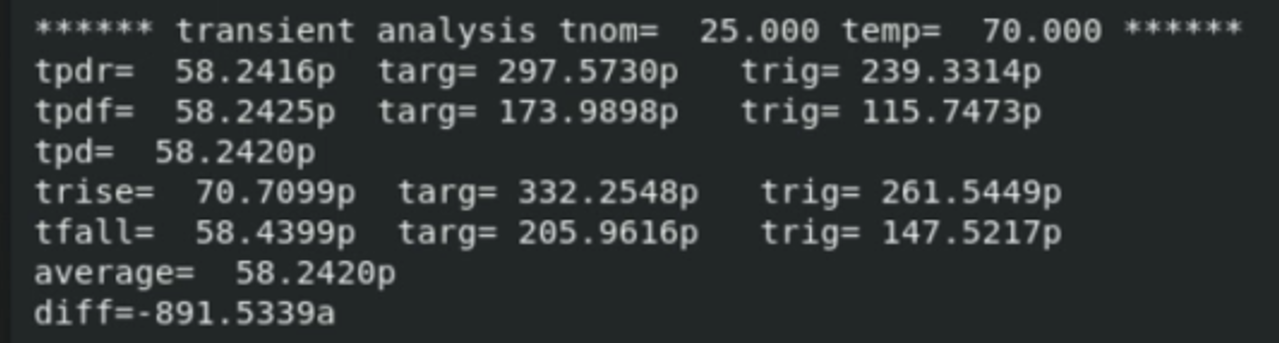 ****** transient analysis tnom=  25.000 temp=  70.000 ******
tpdr=  58.2416p  targ= 297.5730p   trig= 239.3314p
tpdf=  58.2425p  targ= 173.9898p   trig= 115.7473p
tpd=  58.2420p
trise=  70.7099p  targ= 332.2548p   trig= 261.5449p
tfall=  58.4399p  targ= 205.9616p   trig= 147.5217p
average=  58.2420p
diff=-891.5339a